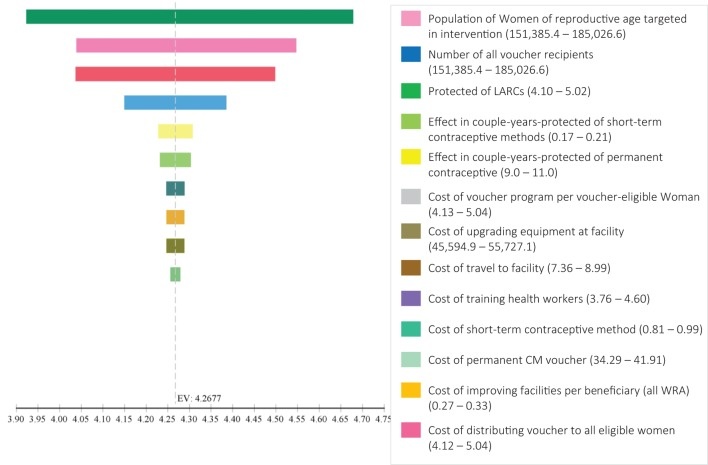 Population of Women of reproductive age targeted
in intervention (151,385.4 – 185,026.6)
Number of all voucher recipients
(151,385.4 – 185,026.6)
Protected of LARCs (4.10 – 5.02)
Effect in couple-years-protected of short-term
contraceptive methods (0.17 – 0.21)
Effect in couple-years-protected of permanent
contraceptive (9.0 – 11.0)
Cost of voucher program per voucher-eligible Woman
(4.13 – 5.04)
Cost of upgrading equipment at facility
(45,594.9 – 55,727.1)
Cost of travel to facility (7.36 – 8.99)
Cost of training health workers (3.76 – 4.60)
Cost of short-term contraceptive method (0.81 – 0.99)
Cost of permanent CM voucher (34.29 – 41.91)
Cost of improving facilities per beneficiary (all WRA)
(0.27 – 0.33)
Cost of distributing voucher to all eligible women
(4.12 – 5.04)
EV: 4.2677
3.90 3.95 4.00 4.05 4.10 4.15 4.20 4.25 4.30 4.35 4.40 4.45 4.50 4.55 4.60 4.65 4.70 4.75